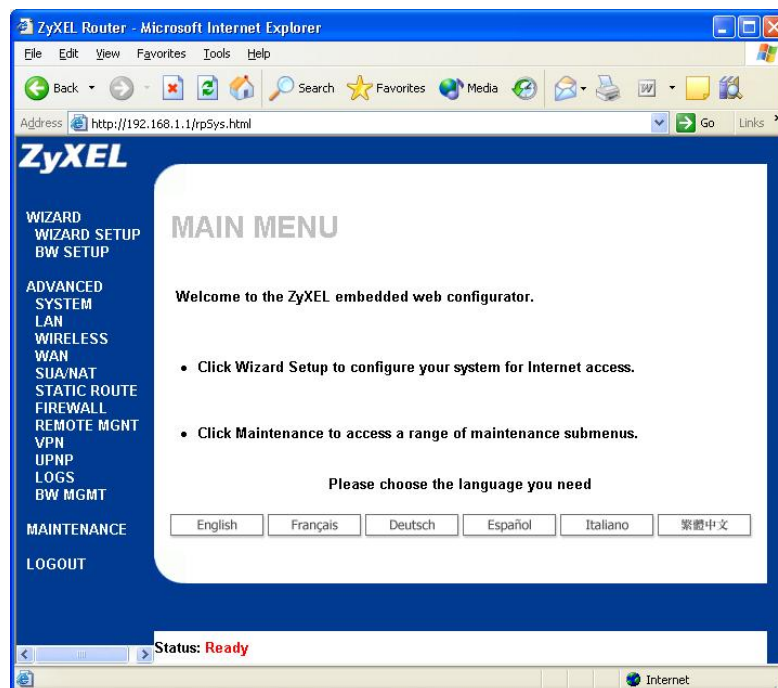 ZyXEL Router - Microsoft Internet Explorer
File Edit View Favorites Tools Help
Back Search Favorites Media
Address http://192.168.1.1/rpSys.html Go Links
ZyXEL
WIZARD
WIZARD SETUP
BW SETUP
ADVANCED
SYSTEM
LAN
WIRELESS
WAN
SUA/NAT
STATIC ROUTE
FIREWALL
REMOTE MGNT
VPN
UPNP
LOGS
BW MGMT
MAINTENANCE
LOGOUT
MAIN MENU
Welcome to the ZyXEL embedded web configurator.
• Click Wizard Setup to configure your system for Internet access.
• Click Maintenance to access a range of maintenance submenus.
Please choose the language you need
English Français Deutsch Español Italiano 繁體中文
Status: Ready
Internet